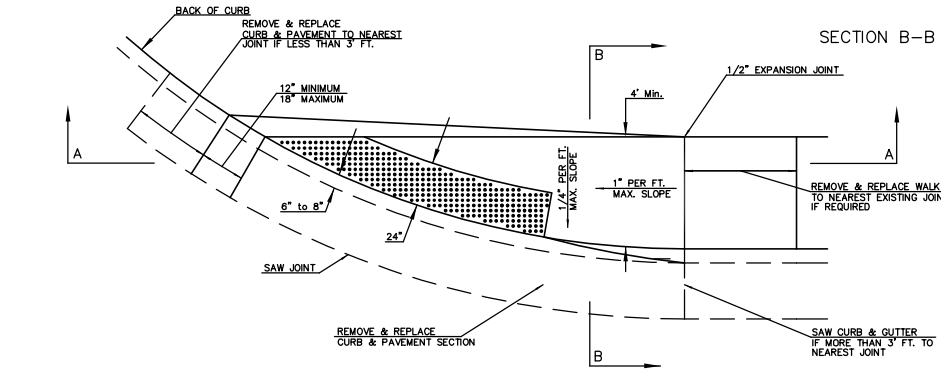 BACK OF CURB
REMOVE & REPLACE
CURB & PAVEMENT TO NEAREST
JOINT IF LESS THAN 3' FT.
12" MINIMUM
18" MAXIMUM
B
SECTION B-B
1/2" EXPANSION JOINT
4' Min.
A
A
1/4" PER FT.
MAX. SLOPE
1" PER FT.
MAX. SLOPE
REMOVE & REPLACE WALK
TO NEAREST EXISTING JOIN
IF REQUIRED
6" to 8"
24"
SAW JOINT
REMOVE & REPLACE
CURB & PAVEMENT SECTION
B
SAW CURB & GUTTER
IF MORE THAN 3' FT. TO
NEAREST JOINT